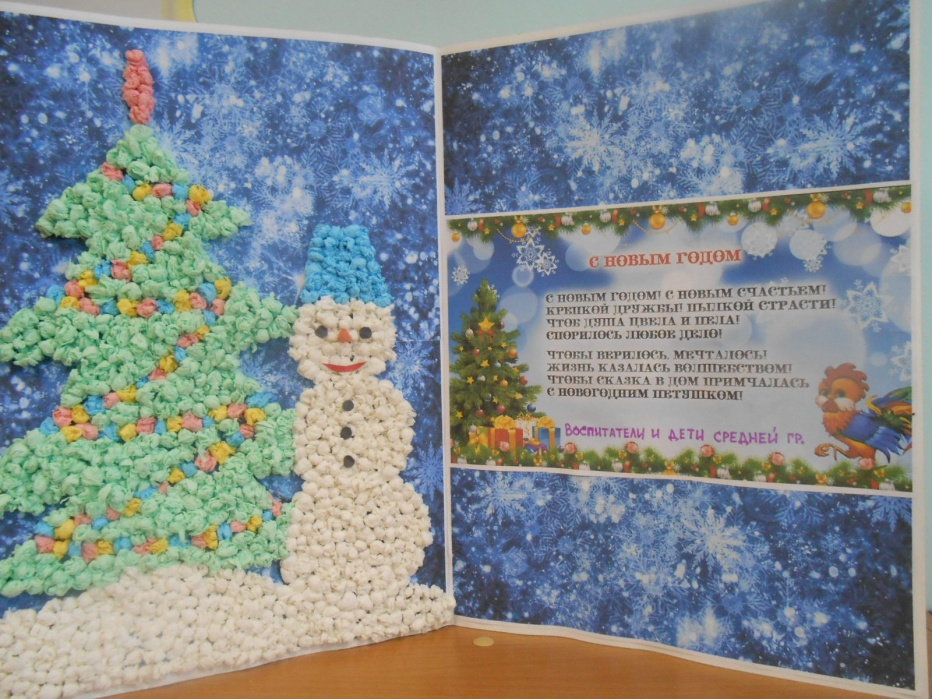 С НОВЫМ ГОДОМ
С НОВЫМ ГОДОМ! С НОВЫМ СЧАСТЬЕМ!
КРЕПКОЙ ДРУЖБЫ! ПЫЛКОЙ СТРАСТИ!
ЧТОБ ДУША ЦВЕЛА И ПЕЛА!
СПОРИЛОСЬ ЛЮБОЕ ДЕЛО!
ЧТОБЫ ВЕРИЛОСЬ, МЕЧТАЛОСЬ!
ЖИЗНЬ КАЗАЛАСЬ ВОЛШЕБСТВОМ!
ЧТОБЫ СКАЗКА В ДОМ ПРИМЧАЛАСЬ
С НОВОГОДНИМ ПЕТУШКОМ!
ВОСПИТАТЕЛИ И ДЕТИ СРЕДНЕЙ ГР.